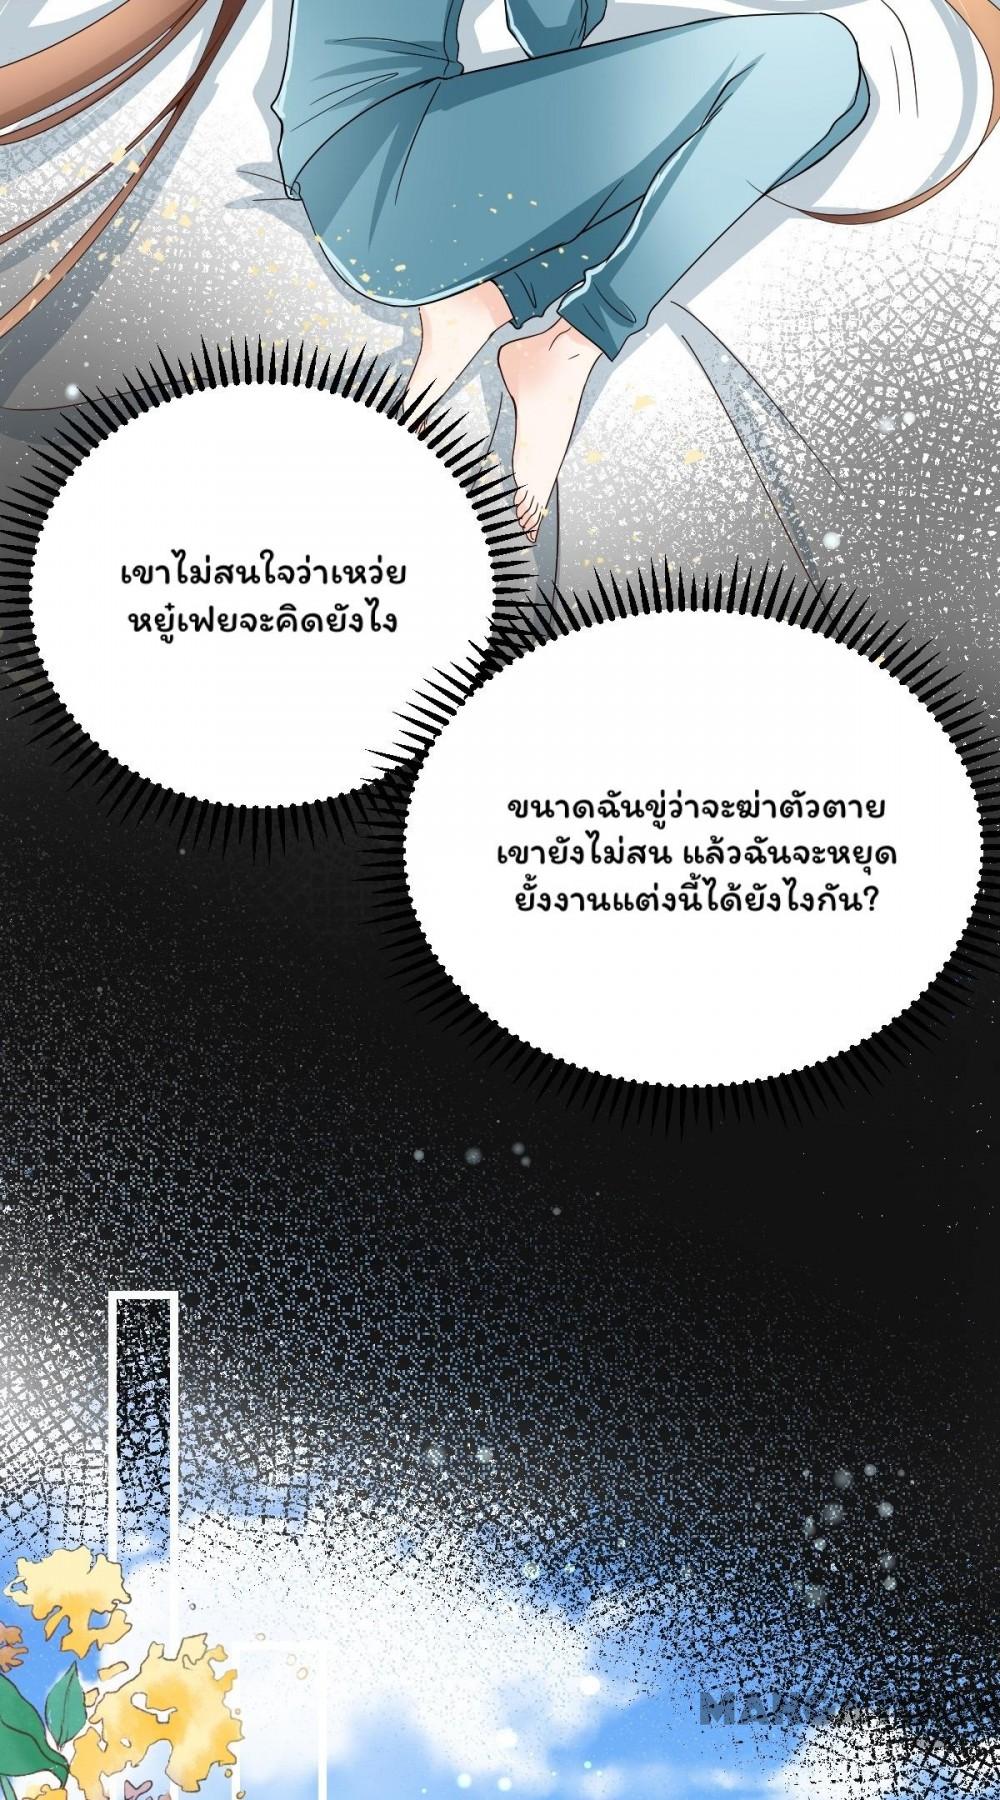 เขาไม่สนใจว่าเหว่ย
หยู๋เฟยจะคิดยังไง
ขนาดฉันขู่ว่าจะฆ่าตัวตาย
เขายังไม่สน แล้วฉันจะหยุด
ยั้งงานแต่งนี้ได้ยังไงกัน?